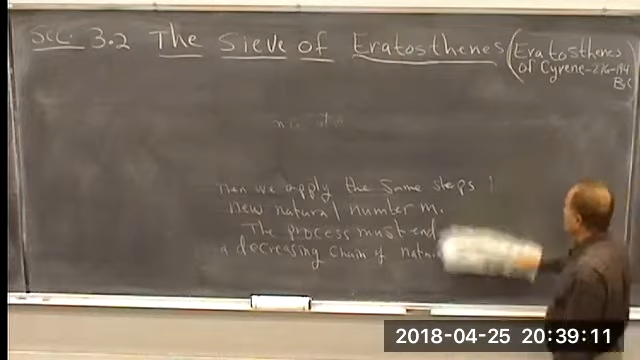 Sec. 3.2 The Sieve of Eratosthenes (Eratosthenes
of Cyrene-276-194
BC
Then we apply the same steps
new natural number m.
The process must end
a decreasing chain of
2018-04-25 20:39:11